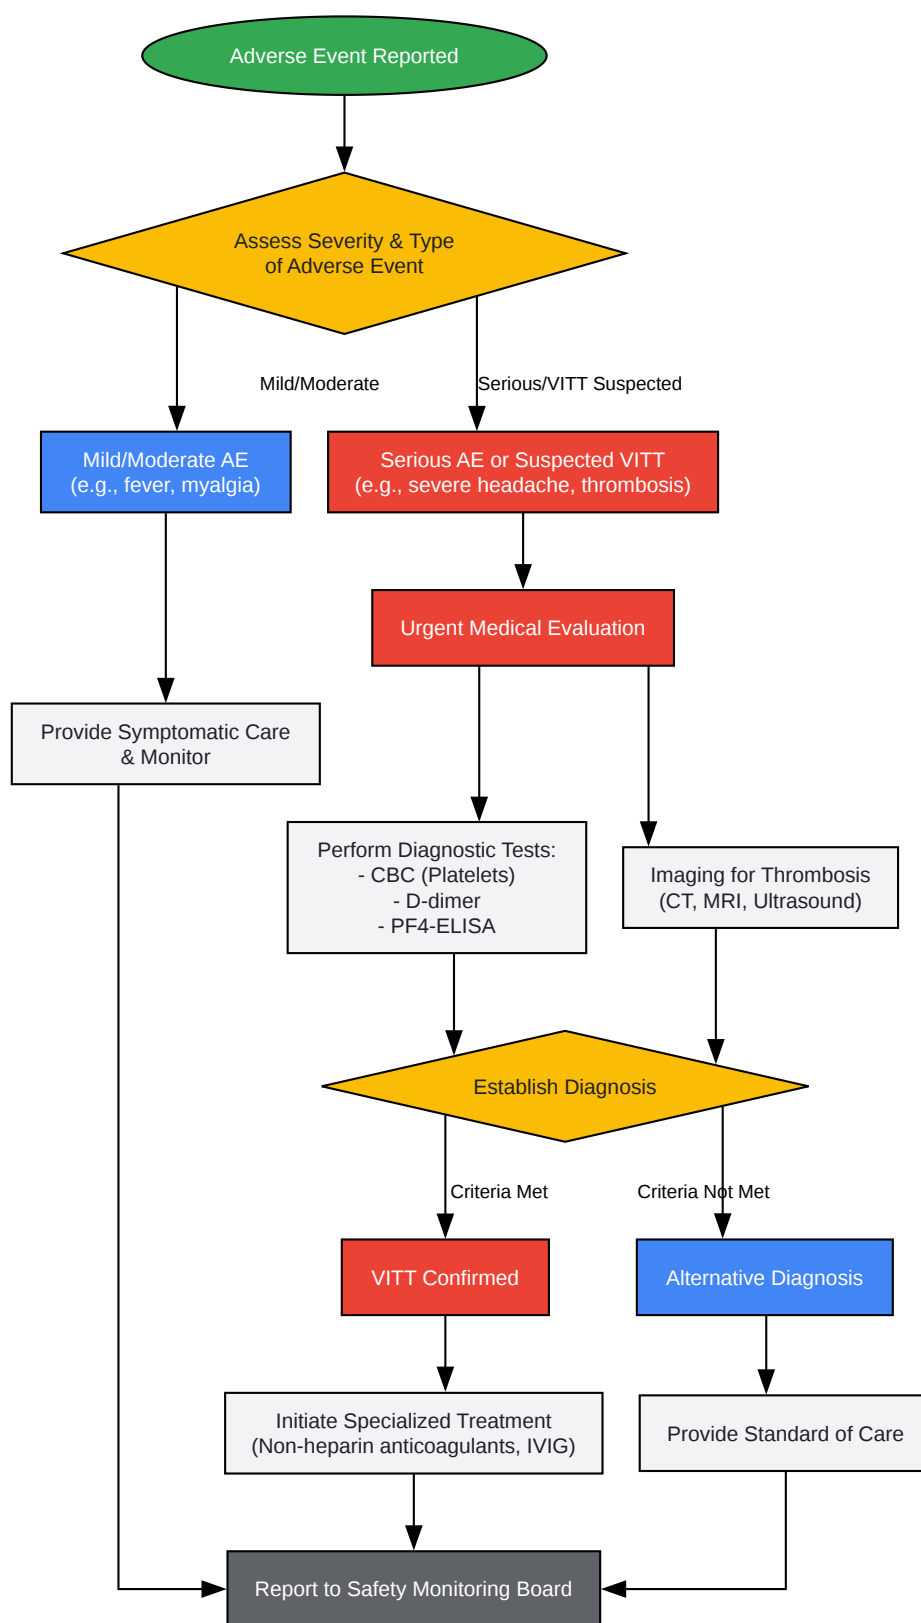 Adverse Event Reported
Assess Severity & Type
of Adverse Event
Mild/Moderate
Serious/VITT Suspected
Mild/Moderate AE
(e.g., fever, myalgia)
Serious AE or Suspected VITT
(e.g., severe headache, thrombosis)
Urgent Medical Evaluation
Provide Symptomatic Care
& Monitor
Perform Diagnostic Tests:
- CBC (Platelets)
- D-dimer
- PF4-ELISA
Imaging for Thrombosis
(CT, MRI, Ultrasound)
Establish Diagnosis
Criteria Met
Criteria Not Met
VITT Confirmed
Alternative Diagnosis
Initiate Specialized Treatment
(Non-heparin anticoagulants, IVIG)
Provide Standard of Care
Report to Safety Monitoring Board